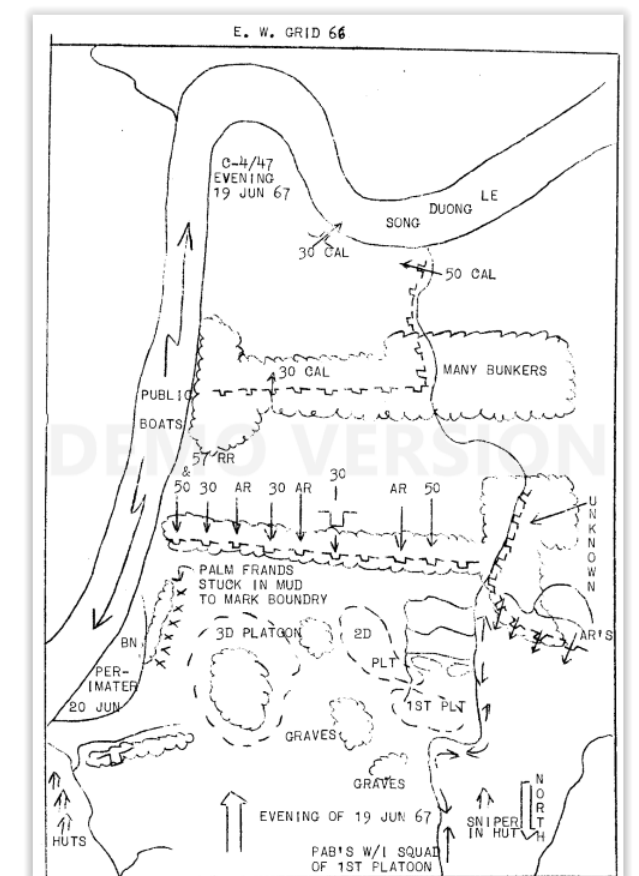 E. W. GRID 66
C-4/47
EVENING
19 JUN 67
SONG DUONG LE
30 CAL
50 CAL
30 CAL
MANY BUNKERS
PUBLIC
BOATS
DEMO VERSION
57 RR
&
50 30 AR 30 AR 30 AR 50
UNKNOWN
PALM FRANDS
STUCK IN MUD
TO MARK BOUNDRY
3D PLATOON
2D
PLT
AR'S
BN
PER-
IMATER
20 JUN
1ST PLT
GRAVES
GRAVES
NORTH
EVENING OF 19 JUN 67
SNIPER
IN HUT
HUTS
PAB'S W/I SQUAD
OF 1ST PLATOON